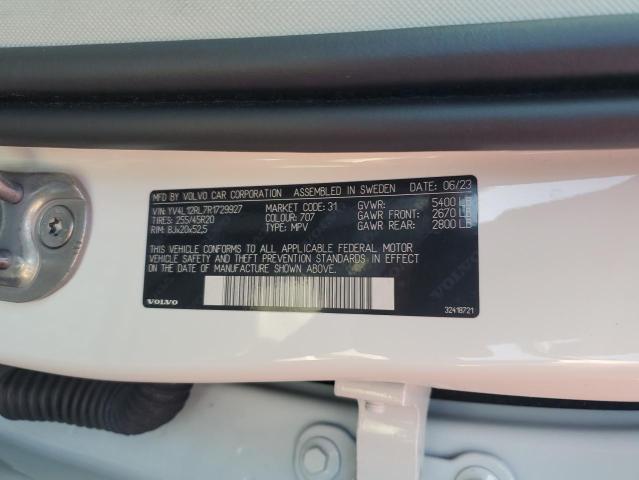 MFD BY VOLVO CAR CORPORATION ASSEMBLED IN SWEDEN 06/23
VIN: YV4L12RL7R1729927 MARKET CODE: 31 GVWR: 5400 LB
TIRES: 255/45R20 COLOUR: 707 GAWR FRONT: 2670 LB
RIM: 8Jx20x52,5 TYPE: MPV GAWR REAR: 2800 LB
THIS VEHICLE CONFORMS TO ALL APPLICABLE FEDERAL MOTOR
VEHICLE SAFETY AND THEFT PREVENTION STANDARDS IN EFFECT
ON THE DATE OF MANUFACTURE SHOWN ABOVE.
VOLVO 32418721